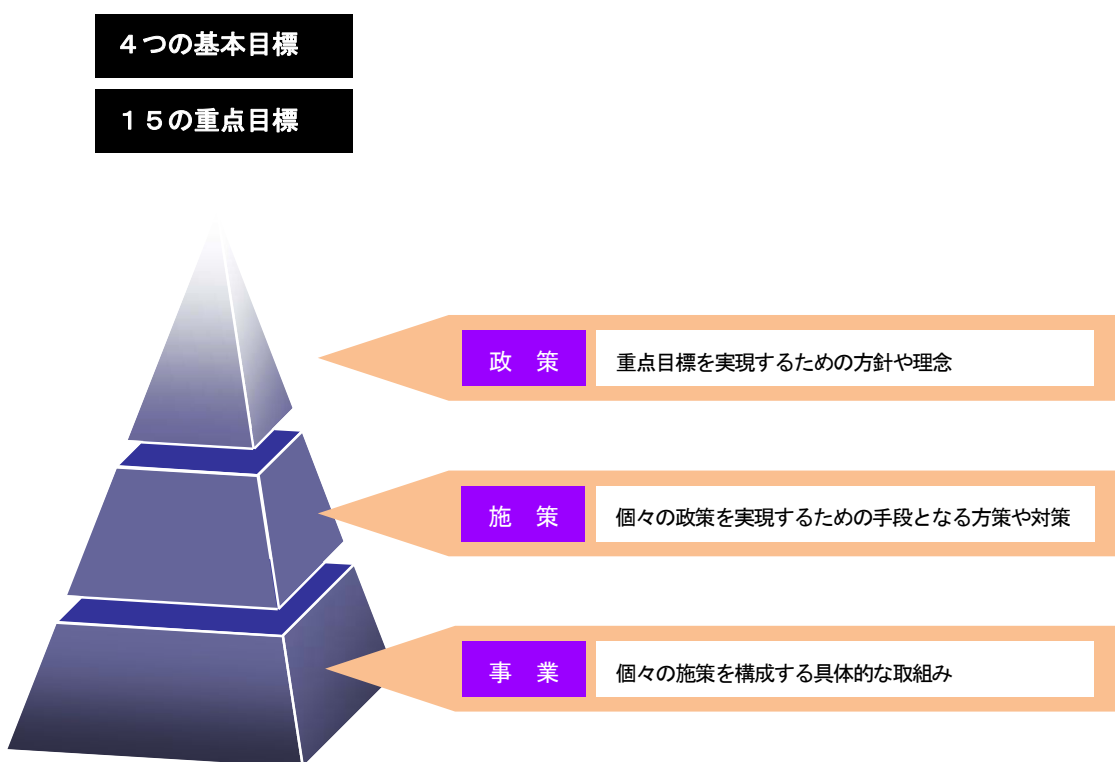 ４つの基本目標
１５の重点目標
政　策
重点目標を実現するための方針や理念
施　策
個々の政策を実現するための手段となる方策や対策
事　業
個々の施策を構成する具体的な取組み